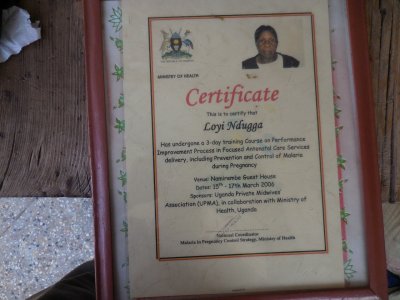 MINISTRY OF HEALTH
Certificate
This is to certify that
Loyi Ndugga
Has undergone a 3-day training Course on Performance
Improvement Process in Focused Antenatal Care Services
delivery, including Prevention and Control of Malaria
during Pregnancy
Venue: Namirembe Guest House
Dates: 15th - 17th March 2006
Sponsors: Uganda Private Midwives'
Association (UPMA), in collaboration with Ministry of
Health, Uganda
National Coordinator
Malaria in Pregnancy Control Strategy, Ministry of Health